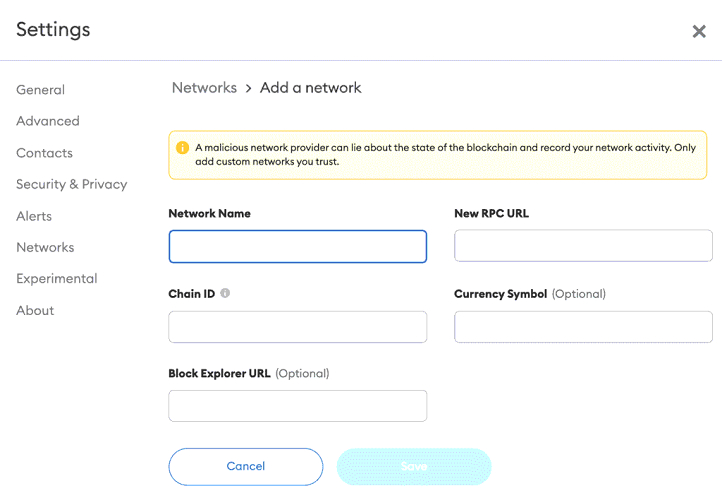 Settings
General
Advanced
Contacts
Security & Privacy
Alerts
Networks
Experimental
About
Networks > Add a network
A malicious network provider can lie about the state of the blockchain and record your network activity. Only
add custom networks you trust.
Network Name
New RPC URL
Chain ID
Currency Symbol (Optional)
Block Explorer URL (Optional)
Cancel
Save